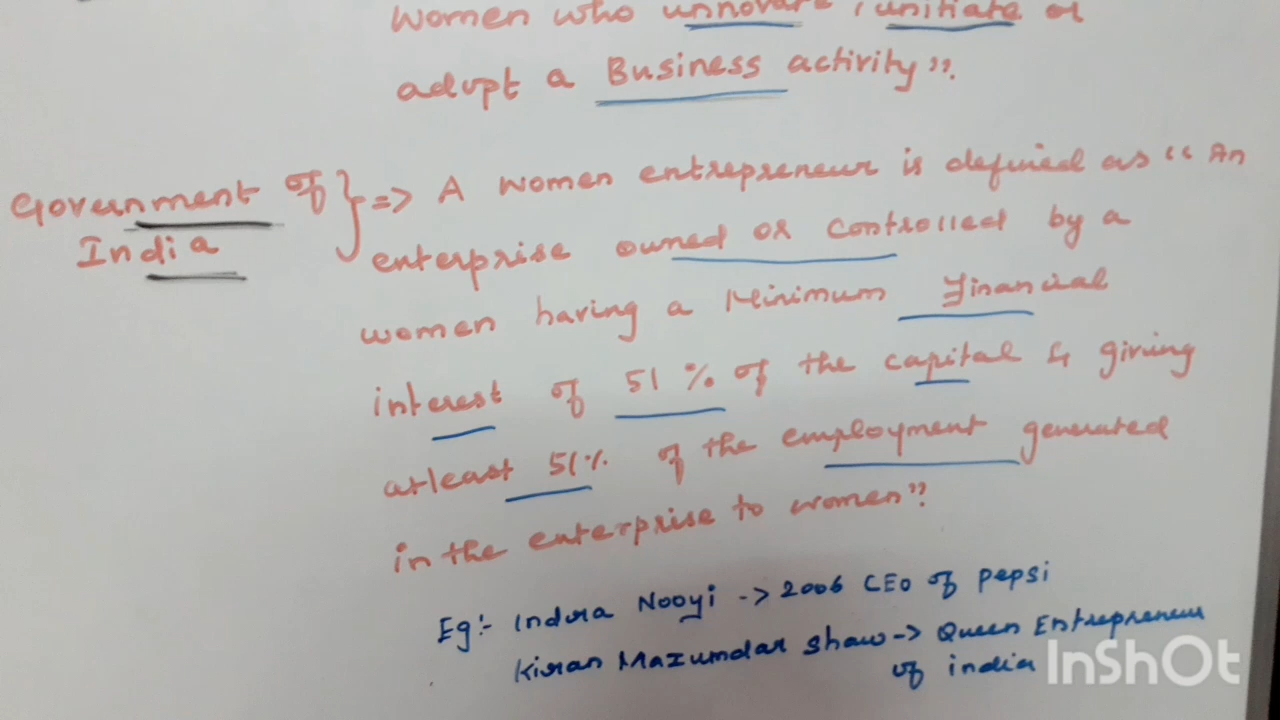 Women who innovate, initiate or
adopt a Business activity".
Government of India } => A women entrepreneur is defined as "An
enterprise owned or controlled by a
women having a Minimum Financial
interest of 51% of the capital & giving
atleast 51% of the employment generated
in the enterprise to women"
Eg:- Indra Nooyi -> 2006 CEO of pepsi
Kiran Mazumdar Shaw -> Queen Entrepreneur
of india
InShOt